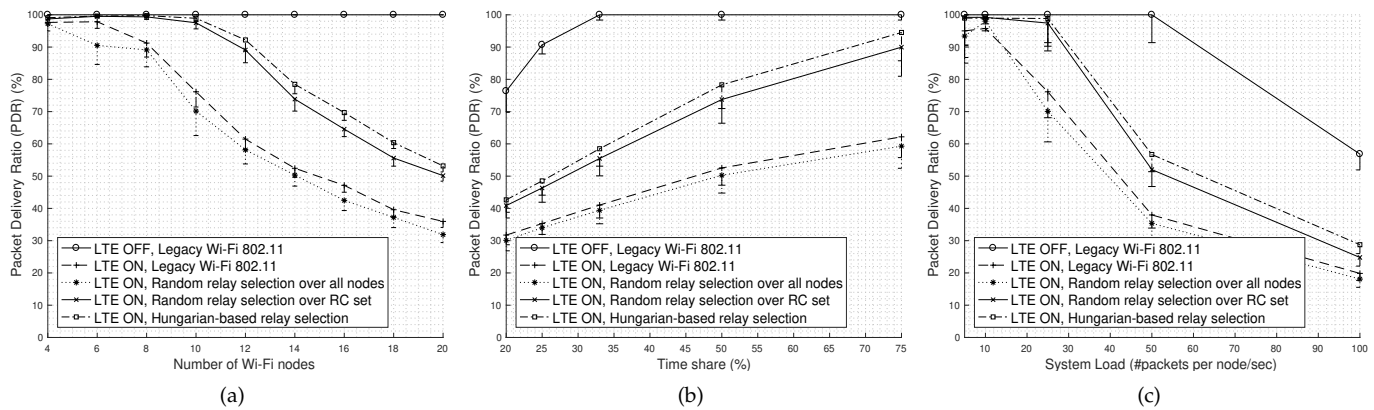 Packet Delivery Ratio (PDR) (%)
100
90
80
70
60
50
40
30
20
10
0
LTE OFF, Legacy Wi-Fi 802.11
LTE ON, Legacy Wi-Fi 802.11
LTE ON, Random relay selection over all nodes
LTE ON, Random relay selection over RC set
LTE ON, Hungarian-based relay selection
4 6 8 10 12 14 16 18 20
Number of Wi-Fi nodes
(a)
Packet Delivery Ratio (PDR) (%)
100
90
80
70
60
50
40
30
20
10
0
LTE OFF, Legacy Wi-Fi 802.11
LTE ON, Legacy Wi-Fi 802.11
LTE ON, Random relay selection over all nodes
LTE ON, Random relay selection over RC set
LTE ON, Hungarian-based relay selection
20 25 30 35 40 45 50 55 60 65 70 75
Time share (%)
(b)
Packet Delivery Ratio (PDR) (%)
100
90
80
70
60
50
40
30
20
10
0
LTE OFF, Legacy Wi-Fi 802.11
LTE ON, Legacy Wi-Fi 802.11
LTE ON, Random relay selection over all nodes
LTE ON, Random relay selection over RC set
LTE ON, Hungarian-based relay selection
10 20 30 40 50 60 70 80 90 100
System Load (#packets per node/sec)
(c)